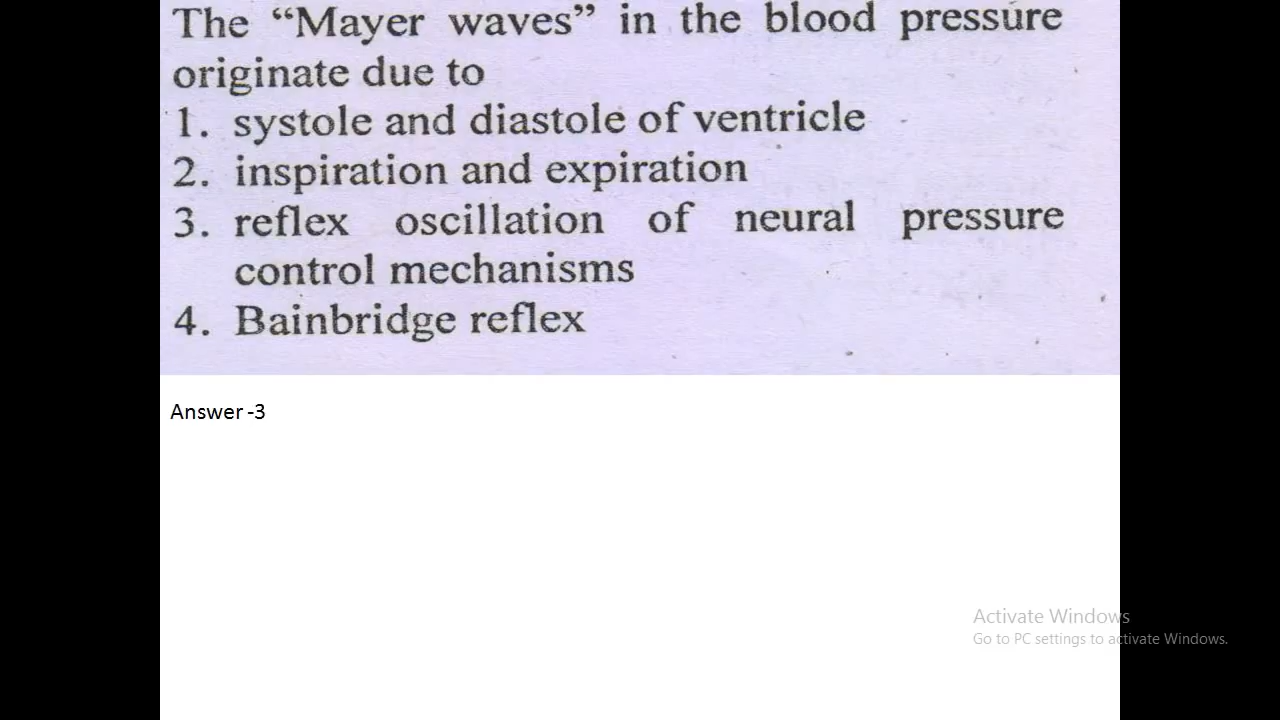 The “Mayer waves” in the blood pressure
originate due to
1. systole and diastole of ventricle
2. inspiration and expiration
3. reflex oscillation of neural pressure
control mechanisms
4. Bainbridge reflex
Answer -3
Activate Windows
Go to PC settings to activate Windows.